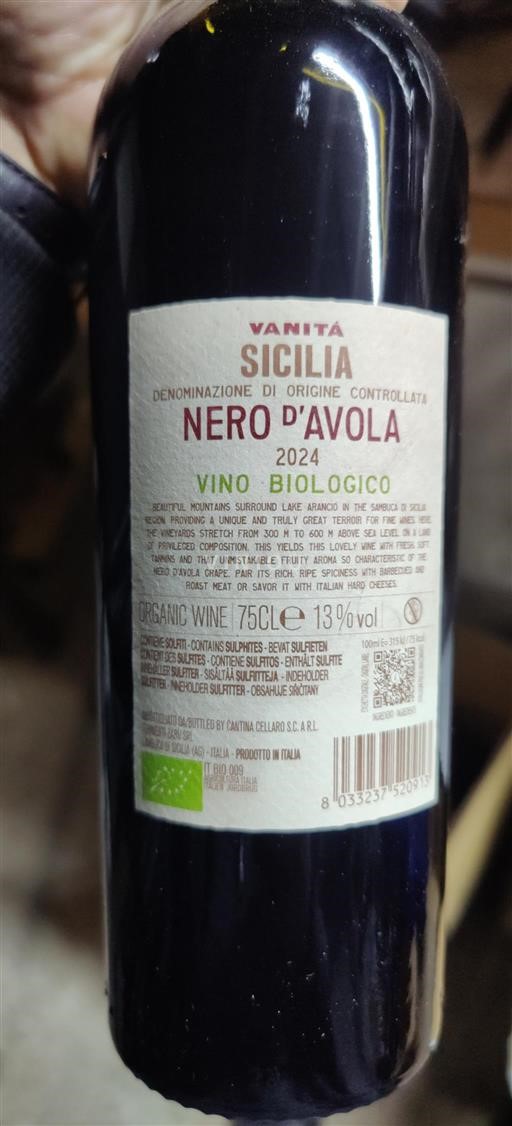 VANITÁ
SICILIA
DENOMINAZIONE DI ORIGINE CONTROLLATA
NERO D'AVOLA
2024
VINO BIOLOGICO
BEAUTIFUL MOUNTAINS SURROUND LAKE ARANCIO IN THE SAMBUCA DI SICILIA
REGION, PROVIDING A UNIQUE AND TRULY GREAT TERROIR FOR FINE WINES. HERE,
THE VINEYARDS STRETCH FROM 300 M TO 600 M ABOVE SEA LEVEL ON A LAND
OF PRIVILEGED COMPOSITION. THIS YIELDS THIS LOVELY WINE WITH FRESH, SOFT
TANNINS AND THAT UNMISTAKABLE FRUITY AROMA SO CHARACTERISTIC OF THE
NERO D'AVOLA GRAPE. PAIR ITS RICH, RIPE SPICINESS WITH BARBECUED AND
ROAST MEAT OR SAVOR IT WITH ITALIAN HARD CHEESES.
ORGANIC WINE 75CL e 13%vol
CONTIENE SOLFITI - CONTAINS SULPHITES - BEVAT SULFIETEN
CONTIENT DES SULFITES - CONTIENE SULFITOS - ENTHÄLT SULFITE
INNEHÅLLER SULFITER - SISÄLTÄÄ SULFIITTEJA - INDEHOLDER
SULFITTER - INNEHOLDER SULFITTER - OBSAHUJE SIŘIČITANY
100ml E= 315 kJ / 75 kcal
IMBOTTIGLIATO DA/BOTTLED BY CANTINA CELLARO S.C. A R.L.
SAMBUCA DI SICILIA (AG) - ITALIA - PRODOTTO IN ITALIA
IT BIO 009
AGRICOLTURA ITALIA
8 033237 520913